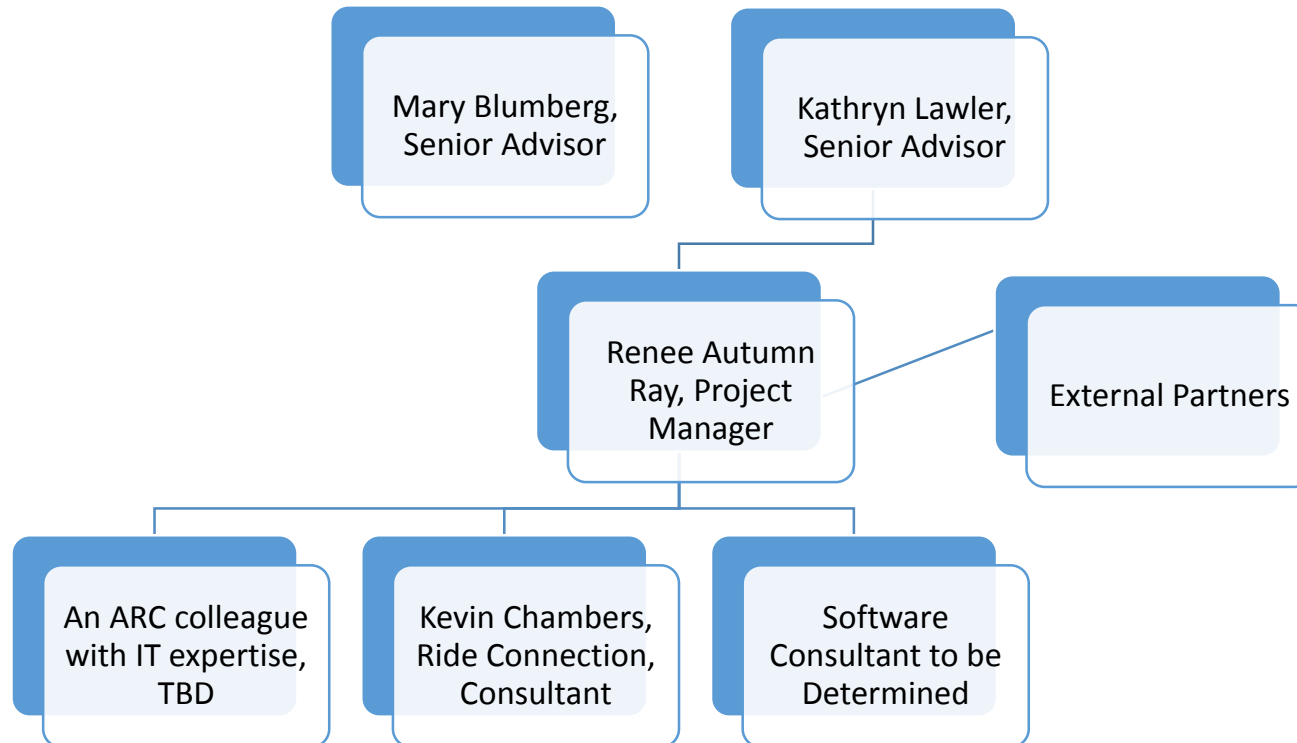 Mary Blumberg,
Senior Advisor
Kathryn Lawler,
Senior Advisor
Renee Autumn
Ray, Project
Manager
External Partners
An ARC colleague
with IT expertise,
TBD
Kevin Chambers,
Ride Connection,
Consultant
Software
Consultant to be
Determined